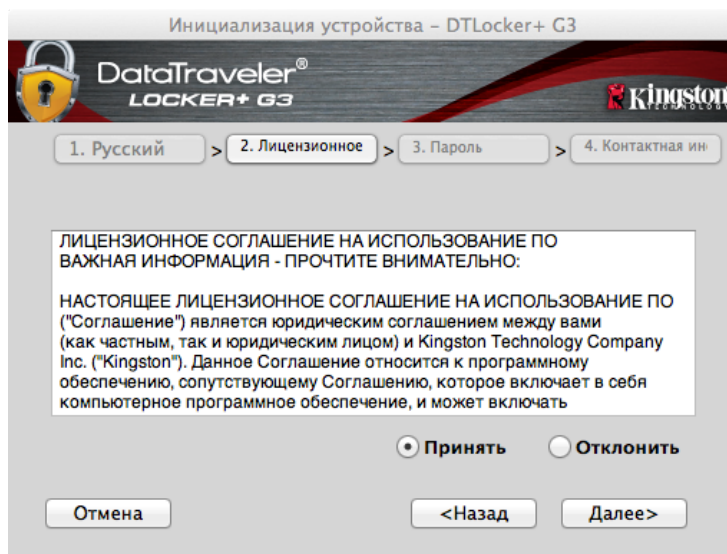 Инициализация устройства – DTLocker+ G3
DataTraveler®
LOCKER+ G3
Kingston
TECHNOLOGY
1. Русский > 2. Лицензионное > 3. Пароль > 4. Контактная ин
ЛИЦЕНЗИОННОЕ СОГЛАШЕНИЕ НА ИСПОЛЬЗОВАНИЕ ПО
ВАЖНАЯ ИНФОРМАЦИЯ - ПРОЧТИТЕ ВНИМАТЕЛЬНО:
НАСТОЯЩЕЕ ЛИЦЕНЗИОННОЕ СОГЛАШЕНИЕ НА ИСПОЛЬЗОВАНИЕ ПО
("Соглашение") является юридическим соглашением между вами
(как частным, так и юридическим лицом) и Kingston Technology Company
Inc. ("Kingston"). Данное Соглашение относится к программному
обеспечению, сопутствующему Соглашению, которое включает в себя
компьютерное программное обеспечение, и может включать
Принять Отклонить
Отмена <Назад Далее>